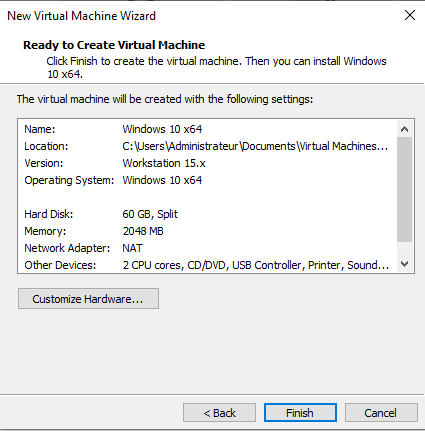 New Virtual Machine Wizard
Ready to Create Virtual Machine
Click Finish to create the virtual machine. Then you can install Windows
10 x64.
The virtual machine will be created with the following settings:
Name: Windows 10 x64
Location: C:\Users\Administrateur\Documents\Virtual Machines...
Version: Workstation 15.x
Operating System: Windows 10 x64
Hard Disk: 60 GB, Split
Memory: 2048 MB
Network Adapter: NAT
Other Devices: 2 CPU cores, CD/DVD, USB Controller, Printer, Sound...
Customize Hardware...
< Back Finish Cancel